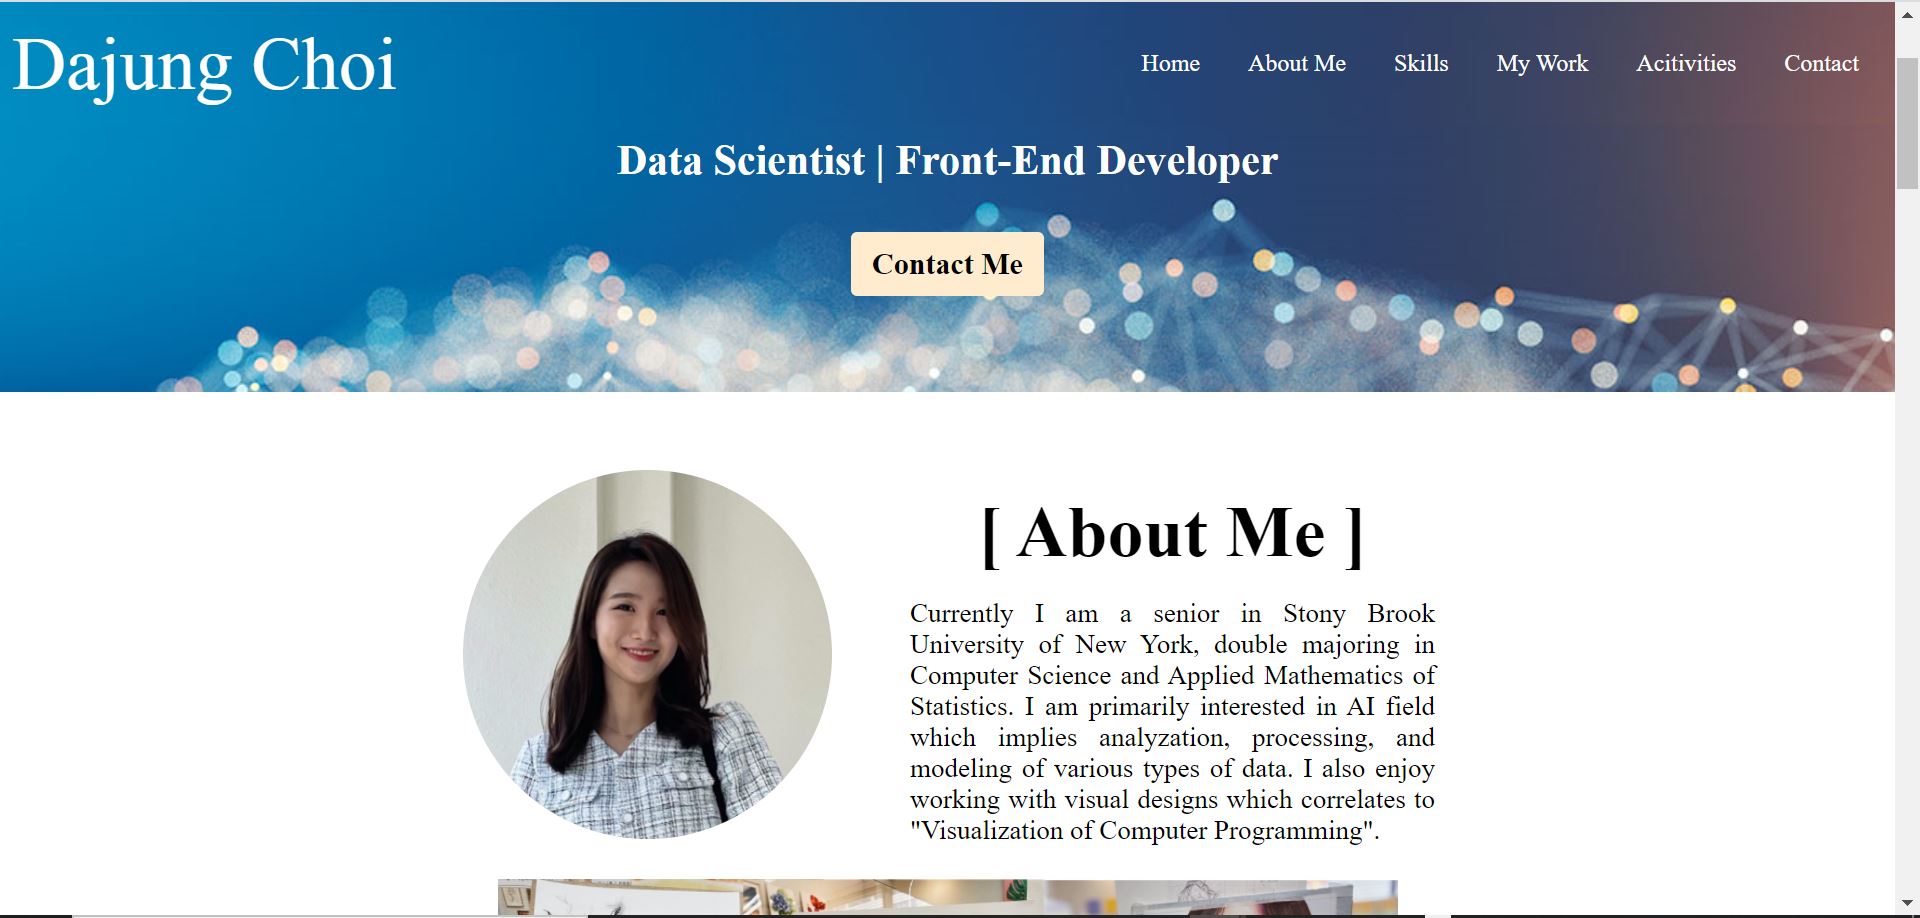 Dajung Choi
Home About Me Skills My Work Acitivities Contact
Data Scientist | Front-End Developer
Contact Me
[ About Me ]
Currently I am a senior in Stony Brook
University of New York, double majoring in
Computer Science and Applied Mathematics of
Statistics. I am primarily interested in AI field
which implies analyzation, processing, and
modeling of various types of data. I also enjoy
working with visual designs which correlates to
"Visualization of Computer Programming".